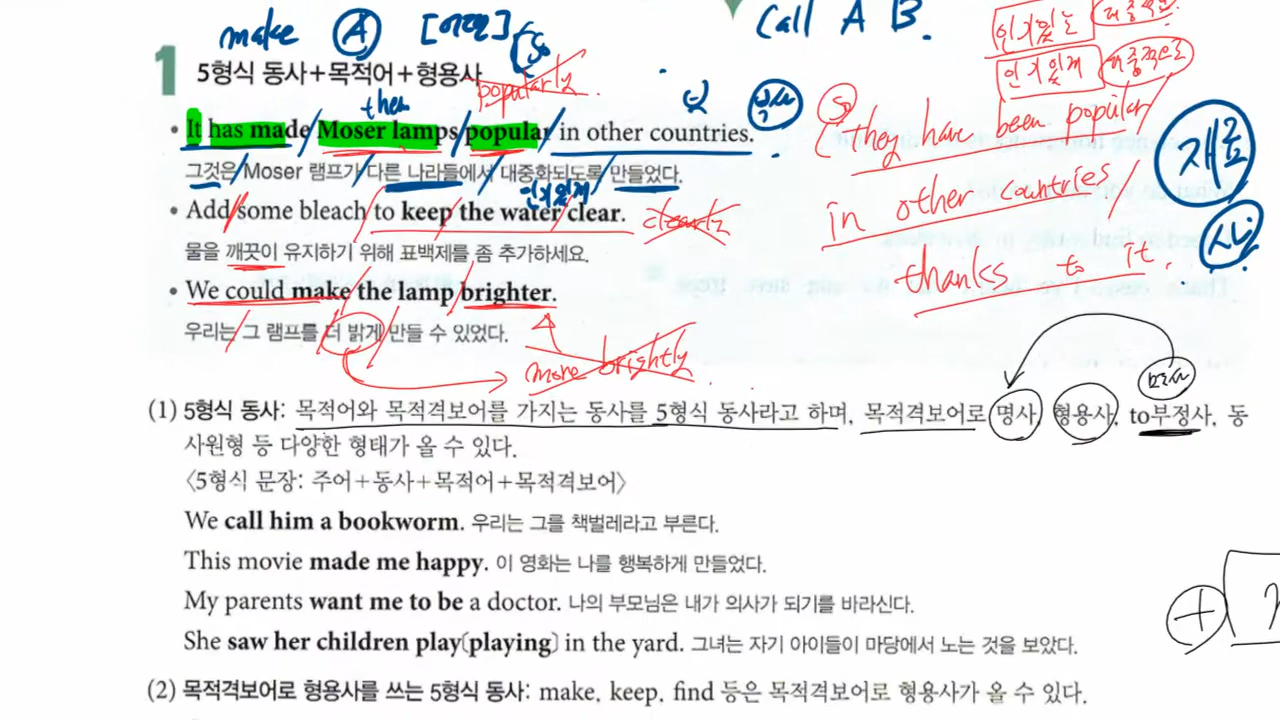 make A [여떤] Call A B.
인기있는 대중적인
1 5형식 동사+목적어+형용사
인기있게 대중적으로
popularly
them
• It has made / Moser lamps / popular / in other countries. 부사
So they have been popular
그것은 Moser 램프가 다른 나라들에서 대중화되도록 만들었다.
재료
인기있게
in other countries
• Add some bleach to keep the water clear. clearly
물을 깨끗이 유지하기 위해 표백제를 좀 추가하세요.
thanks to it.
• We could make the lamp brighter.
우리는 그 램프를 더 밝게 만들 수 있었다.
more brightly
(1) 5형식 동사: 목적어와 목적격보어를 가지는 동사를 5형식 동사라고 하며, 목적격보어로 명사, 형용사, to부정사, 동
사원형 등 다양한 형태가 올 수 있다.
〈5형식 문장: 주어+동사+목적어+목적격보어〉
We call him a bookworm. 우리는 그를 책벌레라고 부른다.
This movie made me happy. 이 영화는 나를 행복하게 만들었다.
My parents want me to be a doctor. 나의 부모님은 내가 의사가 되기를 바라신다.
She saw her children play[playing] in the yard. 그녀는 자기 아이들이 마당에서 노는 것을 보았다.
(2) 목적격보어로 형용사를 쓰는 5형식 동사: make, keep, find 등은 목적격보어로 형용사가 올 수 있다.